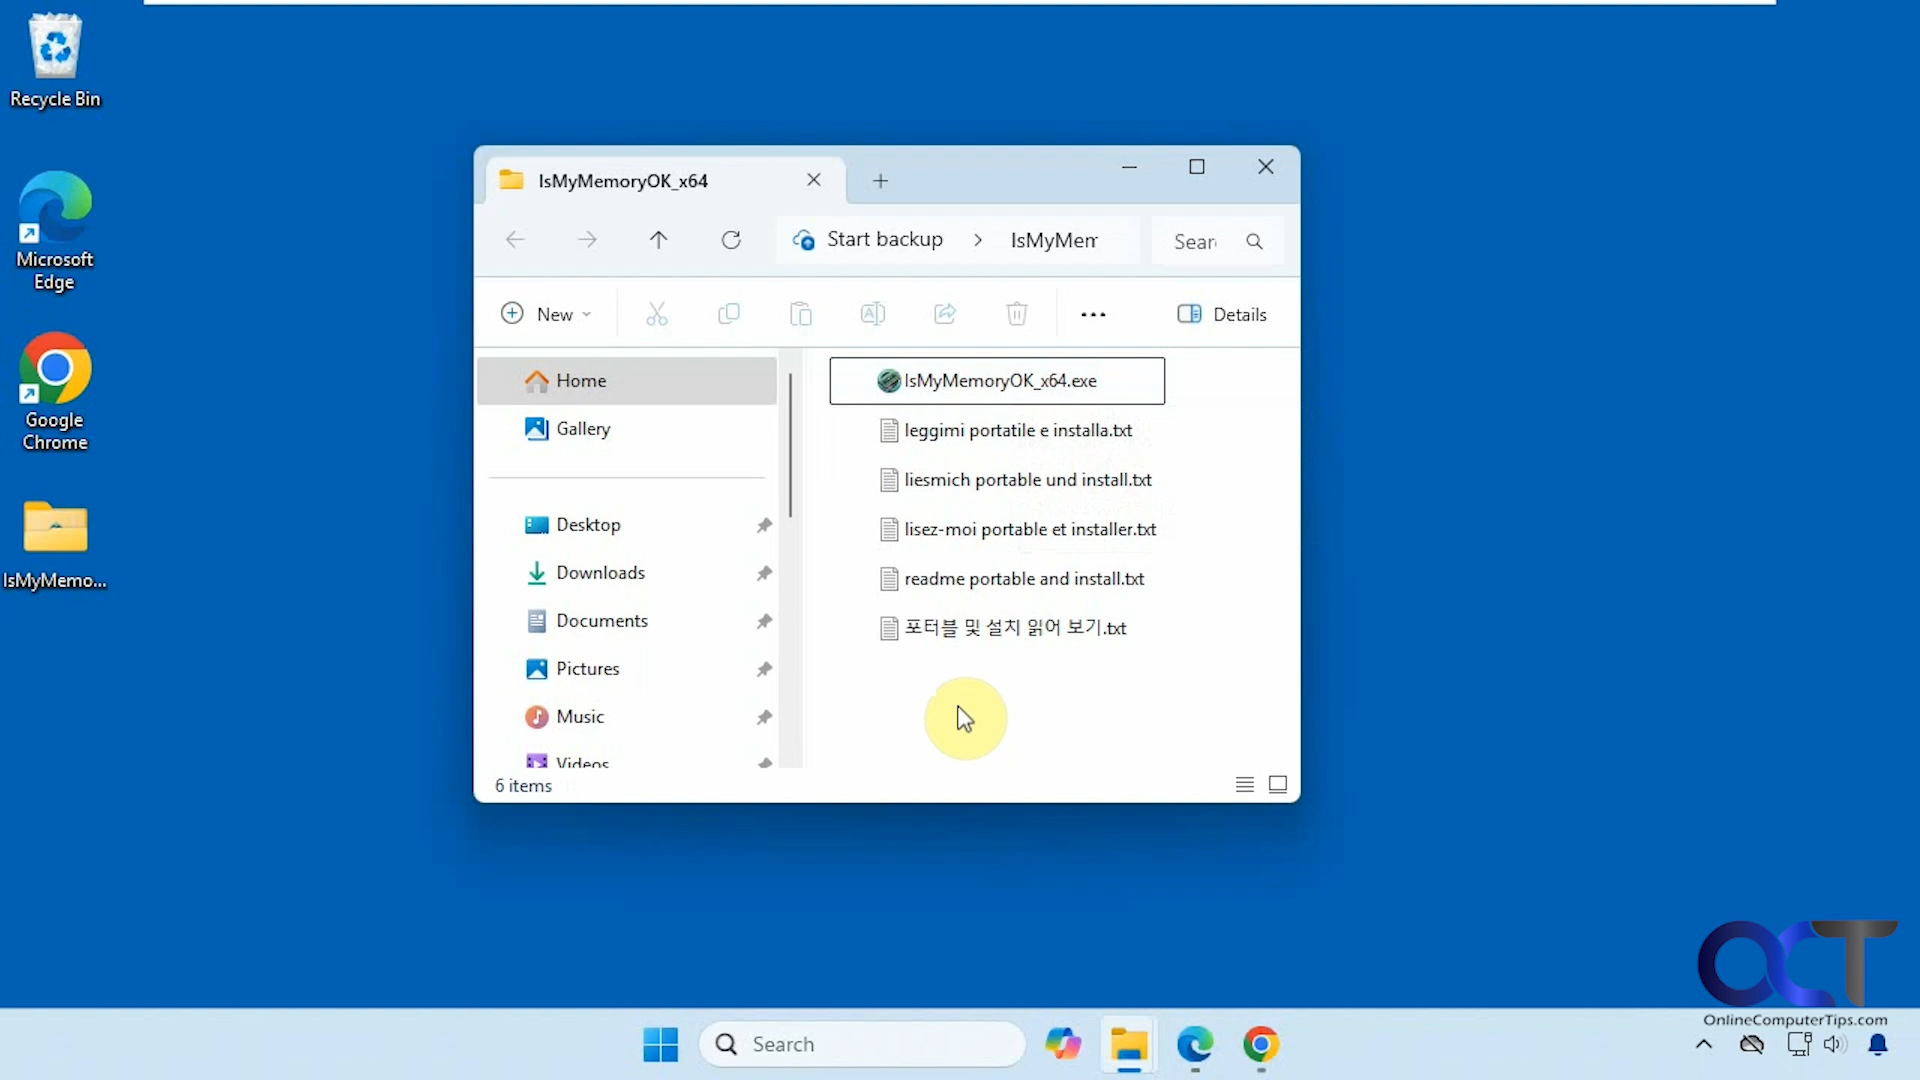 Recycle Bin
Microsoft
Edge
Google
Chrome
IsMyMemo...
IsMyMemoryOK_x64
Start backup
IsMyMem
Sear
New
Details
Home
Gallery
Desktop
Downloads
Documents
Pictures
Music
Videos
IsMyMemoryOK_x64.exe
leggimi portatile e installa.txt
liesmich portable und install.txt
lisez-moi portable et installer.txt
readme portable and install.txt
포터블 및 설치 읽어 보기.txt
6 items
OCT
OnlineComputerTips.com
Search